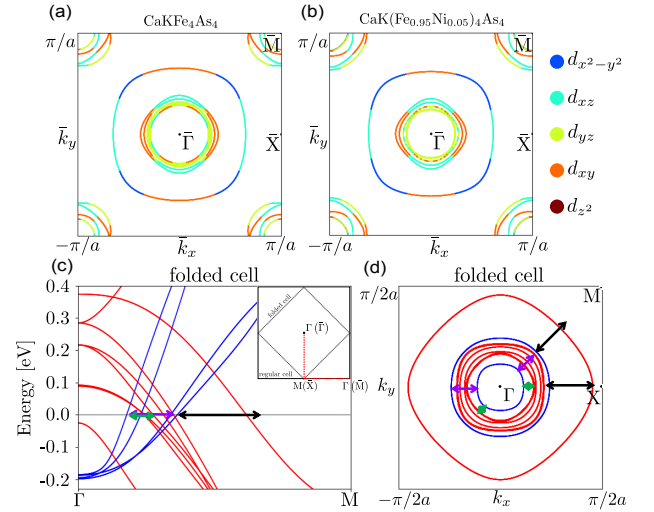 (a) CaKFe₄As₄
π/a
M̄
k̄y
Γ̄
X̄
−π/a
k̄x
π/a
(b) CaK(Fe₀.₉₅Ni₀.₀₅)₄As₄
π/a
M̄
k̄y
Γ̄
X̄
−π/a
k̄x
π/a
dx²−y²
dxz
dyz
dxy
dz²
(c) folded cell
Energy [eV]
0.4
0.3
0.2
0.1
0.0
-0.1
-0.2
Γ
M
folded cell
Γ(Γ̄)
regular cell
M(X̄)
Γ(M̄)
(d) folded cell
π/2a
M
ky
Γ
X
−π/2a
kx
π/2a